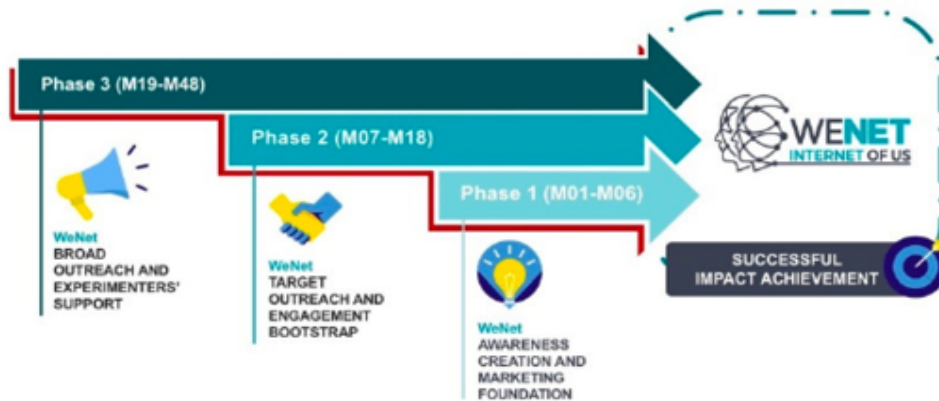 Phase 3 (M19-M48)
WeNet
BROAD
OUTREACH AND
EXPERIMENTERS'
SUPPORT
Phase 2 (M07-M18)
WeNet
TARGET
OUTREACH AND
ENGAGEMENT
BOOTSTRAP
Phase 1 (M01-M06)
WeNet
AWARENESS
CREATION AND
MARKETING
FOUNDATION
WENET
INTERNET OF US
SUCCESSFUL
IMPACT ACHIEVEMENT